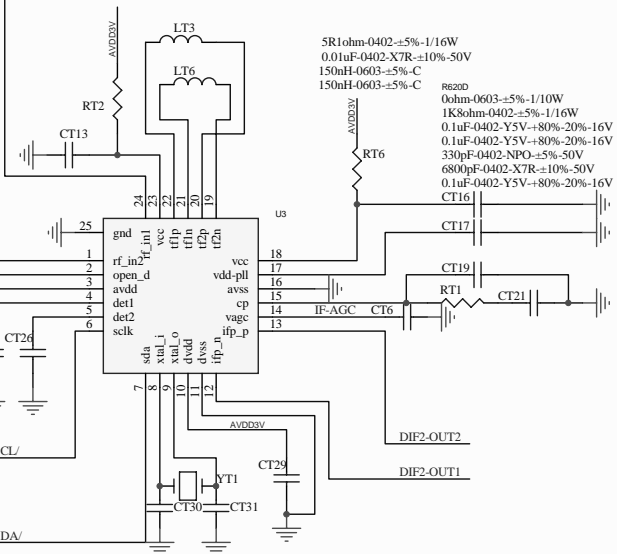 AVDD3V
LT3
LT6
RT2
CT13
5R1ohm-0402-±5%-1/16W
0.01uF-0402-X7R-±10%-50V
150nH-0603-±5%-C
150nH-0603-±5%-C
R620D
0ohm-0603-±5%-1/10W
1K8ohm-0402-±5%-1/16W
0.1uF-0402-Y5V-+80%-20%-16V
0.1uF-0402-Y5V-+80%-20%-16V
330pF-0402-NPO-±5%-50V
6800pF-0402-X7R-±10%-50V
0.1uF-0402-Y5V-+80%-20%-16V
AVDD3V
RT6
CT16
CT17
CT19
RT1
CT21
IF-AGC
CT6
U3
24
23
22
21
20
19
rf_in1
vcc
tf1p
tf1n
tf2p
tf2n
25
gnd
1
rf_in2
2
open_d
3
avdd
4
det1
5
det2
6
sclk
18
vcc
17
vdd-pll
16
avss
15
cp
14
vagc
13
ifp_p
sda
xtal_i
xtal_o
dvdd
dvss
ifp_n
7
8
9
10
11
12
CT26
AVDD3V
DIF2-OUT2
DIF2-OUT1
CL/
CT29
YT1
CT30
CT31
DA/